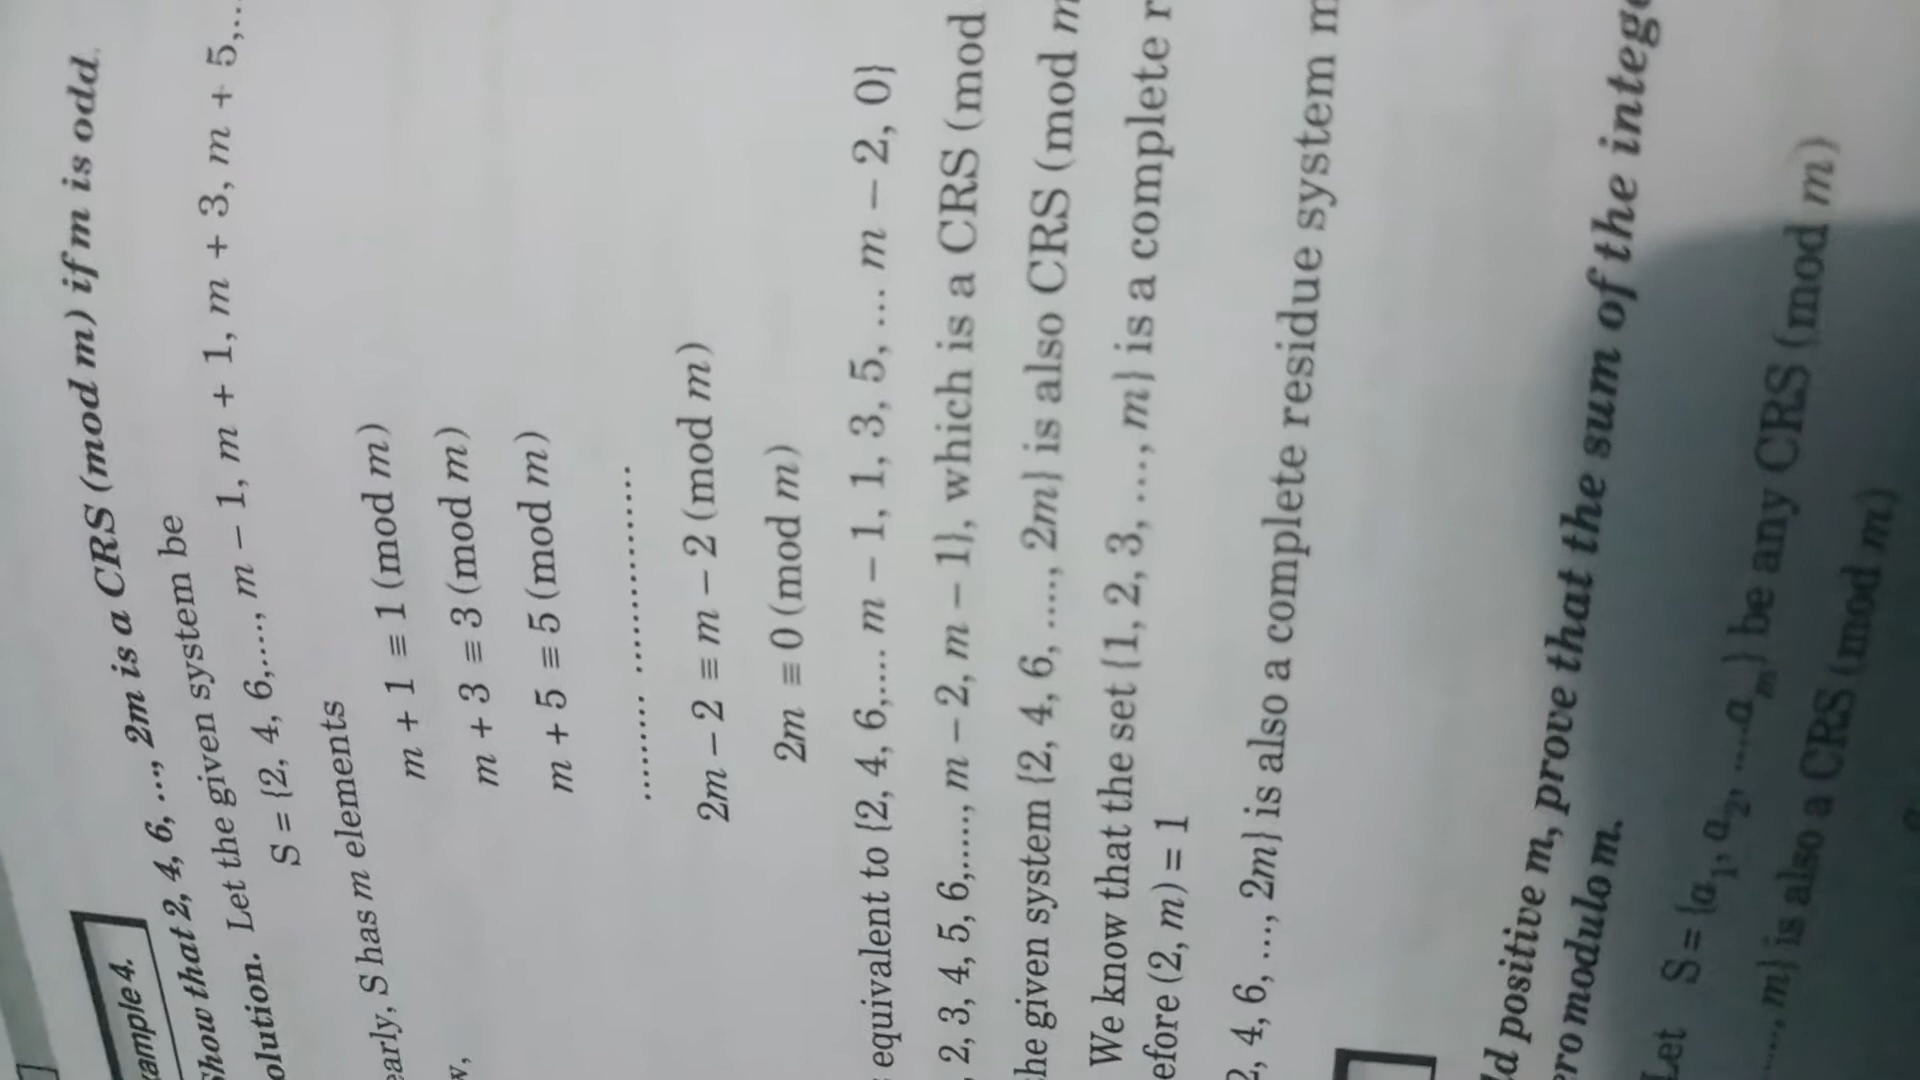 ample 4.
Show that 2, 4, 6, ..., 2m is a CRS (mod m) if m is odd.
olution. Let the given system be
S = {2, 4, 6,...., m – 1, m + 1, m + 3, m + 5,...
early, S has m elements
w,
m + 1 ≡ 1 (mod m)
m + 3 ≡ 3 (mod m)
m + 5 ≡ 5 (mod m)
........ ..................
2m – 2 ≡ m – 2 (mod m)
2m ≡ 0 (mod m)
equivalent to {2, 4, 6,.... m – 1, 1, 3, 5, ... m – 2, 0}
, 2, 3, 4, 5, 6,......, m – 2, m – 1}, which is a CRS (mod
he given system {2, 4, 6, ....., 2m} is also CRS (mod m
We know that the set {1, 2, 3, ...., m} is a complete r
efore (2, m) = 1
2, 4, 6, ..., 2m} is also a complete residue system m
ld positive m, prove that the sum of the intege
ero modulo m.
Let S = {a₁, a₂, ....aₘ} be any CRS (mod m)
....., m} is also a CRS (mod m)